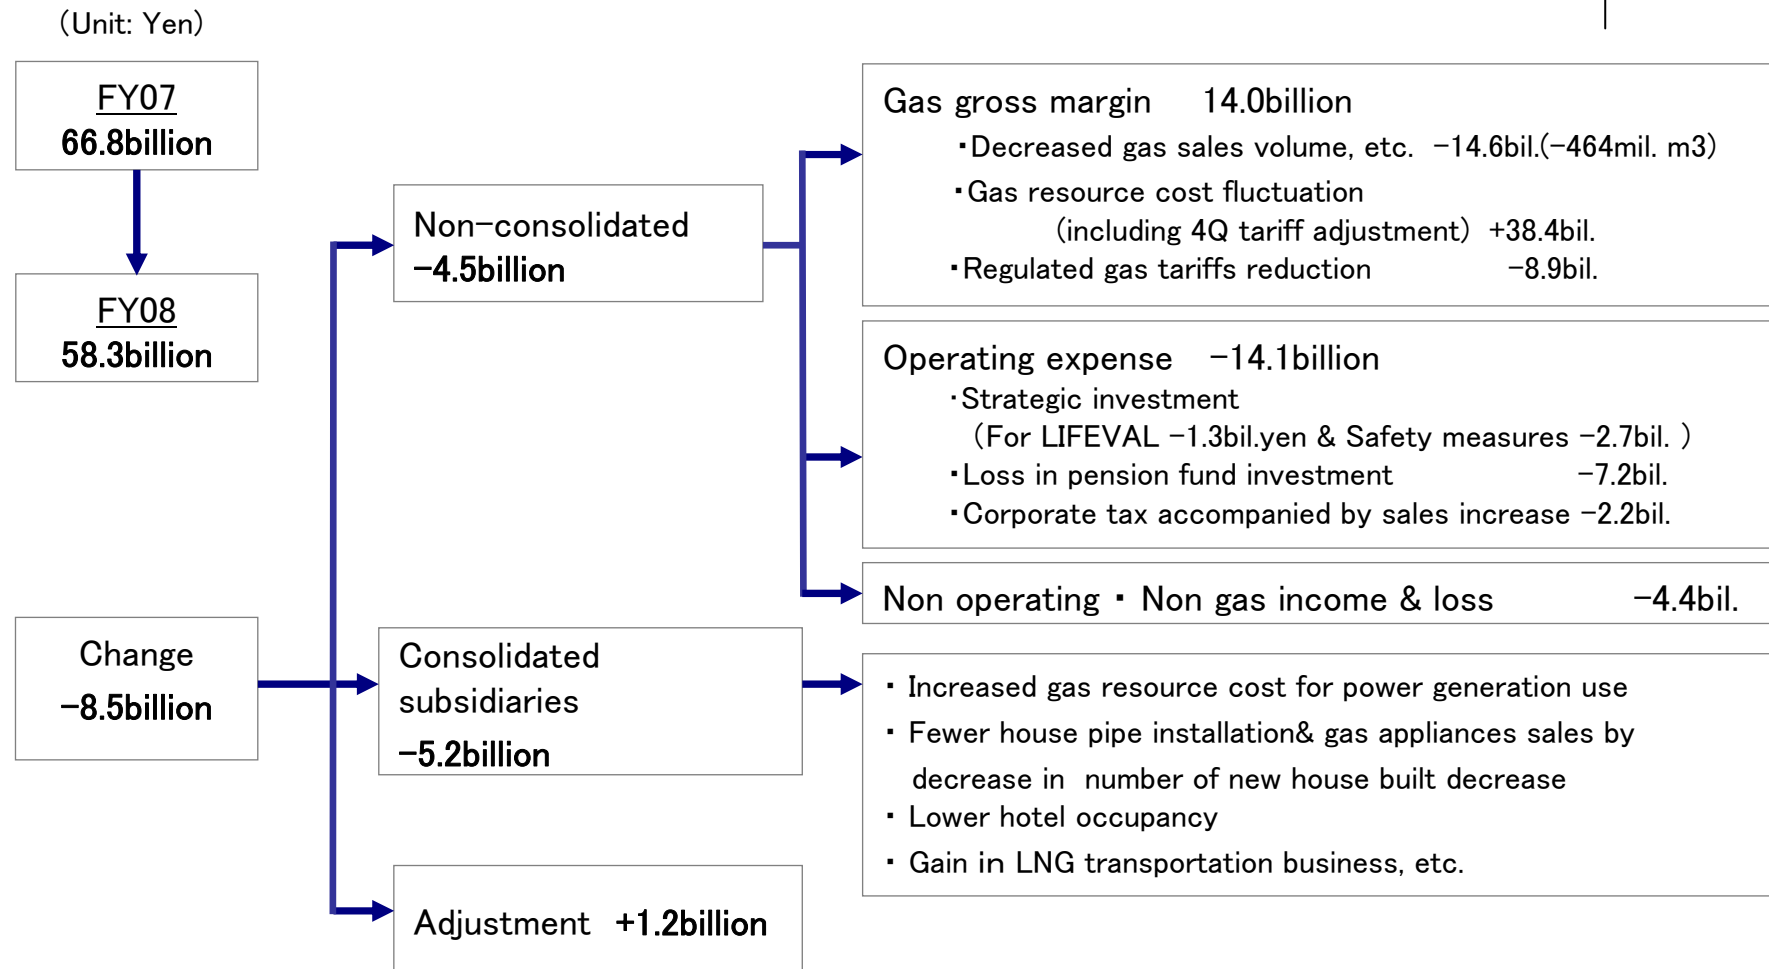 (Unit: Yen)
FY07
66.8billion
FY08
58.3billion
Change
-8.5billion
Non-consolidated
-4.5billion
Consolidated
subsidiaries
-5.2billion
Adjustment +1.2billion
Gas gross margin 14.0billion
・Decreased gas sales volume, etc. -14.6bil.(-464mil. m3)
・Gas resource cost fluctuation
(including 4Q tariff adjustment) +38.4bil.
・Regulated gas tariffs reduction -8.9bil.
Operating expense -14.1billion
・Strategic investment
(For LIFEVAL -1.3bil.yen & Safety measures -2.7bil. )
・Loss in pension fund investment -7.2bil.
・Corporate tax accompanied by sales increase -2.2bil.
Non operating・Non gas income & loss -4.4bil.
・Increased gas resource cost for power generation use
・Fewer house pipe installation& gas appliances sales by
decrease in number of new house built decrease
・Lower hotel occupancy
・Gain in LNG transportation business, etc.